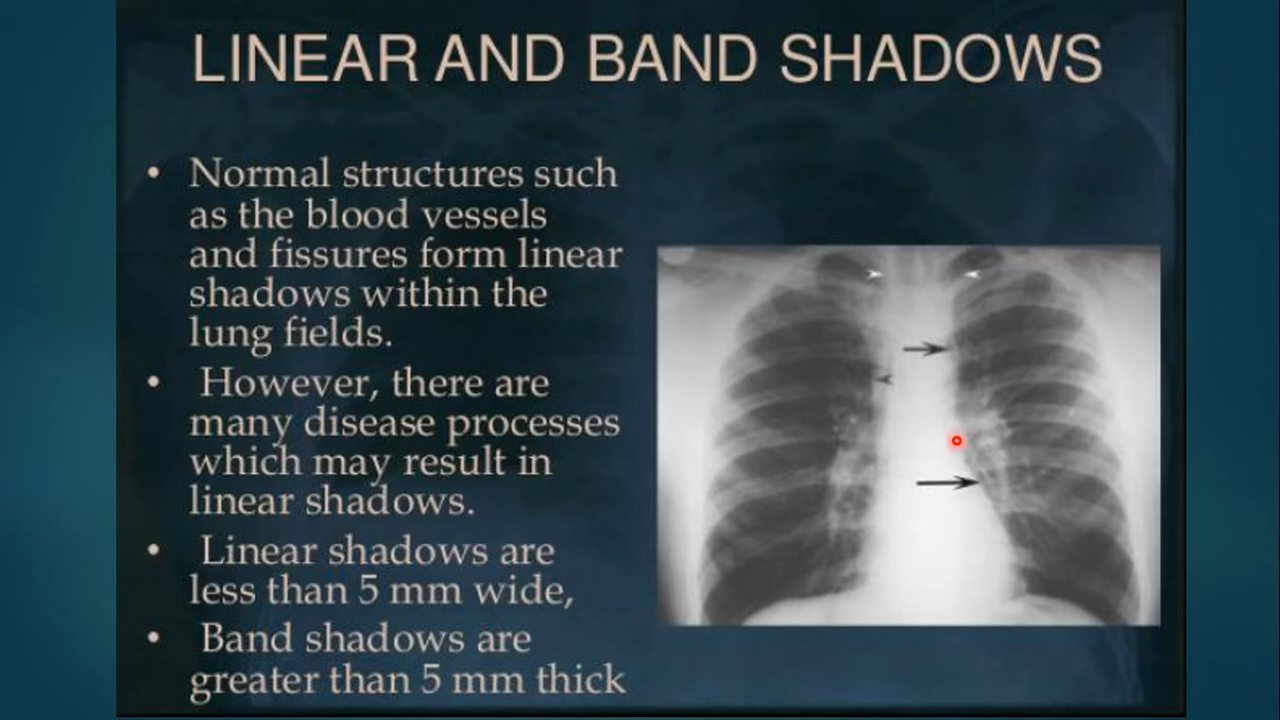 LINEAR AND BAND SHADOWS
• Normal structures such
as the blood vessels
and fissures form linear
shadows within the
lung fields.
• However, there are
many disease processes
which may result in
linear shadows.
• Linear shadows are
less than 5 mm wide,
• Band shadows are
greater than 5 mm thick